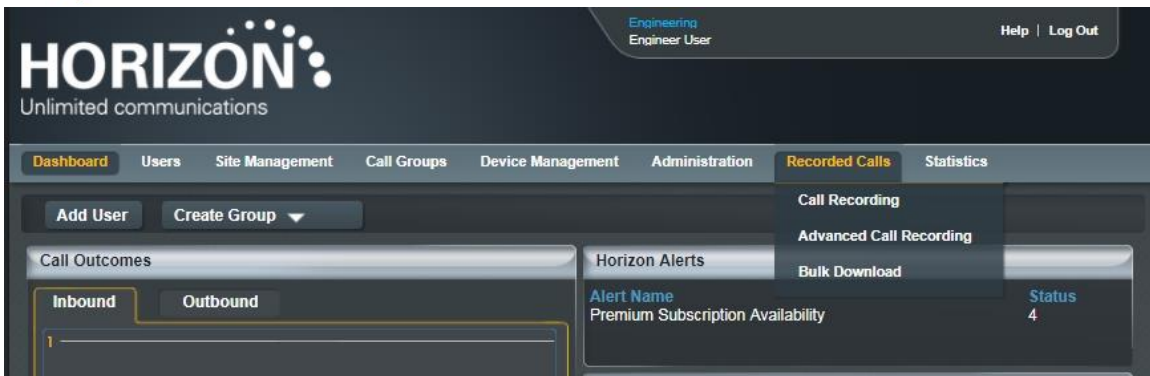 Engineering
Engineer User
Help | Log Out
HORIZON
Unlimited communications
Dashboard Users Site Management Call Groups Device Management Administration Recorded Calls Statistics
Add User Create Group
Call Recording
Advanced Call Recording
Bulk Download
Call Outcomes
Horizon Alerts
Inbound Outbound
Alert Name Status
Premium Subscription Availability 4
1